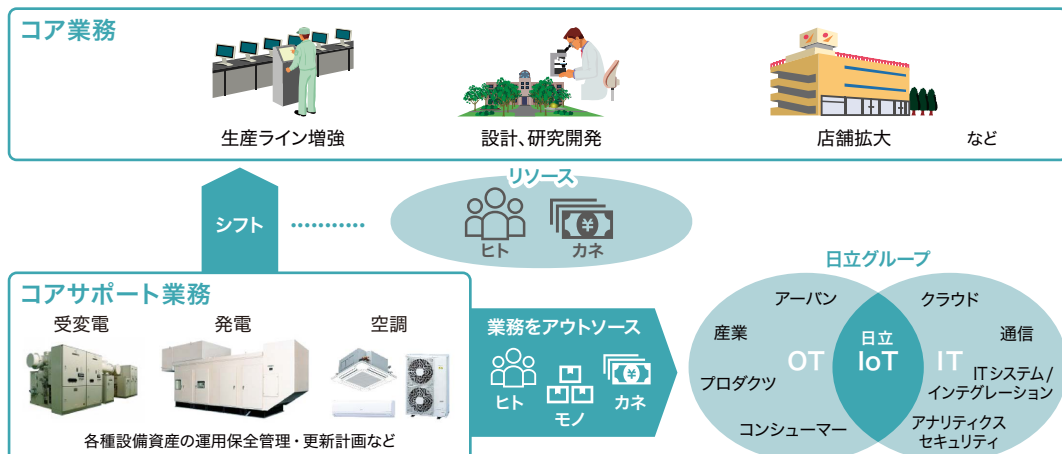 コア業務
生産ライン増強
設計、研究開発
店舗拡大
など
シフト
リソース
ヒト
カネ
コアサポート業務
受変電
発電
空調
各種設備資産の運用保全管理・更新計画など
業務をアウトソース
ヒト
モノ
カネ
日立グループ
アーバン
産業
プロダクツ
コンシューマー
OT
日立
IoT
IT
クラウド
通信
ITシステム/
インテグレーション
アナリティクス
セキュリティ